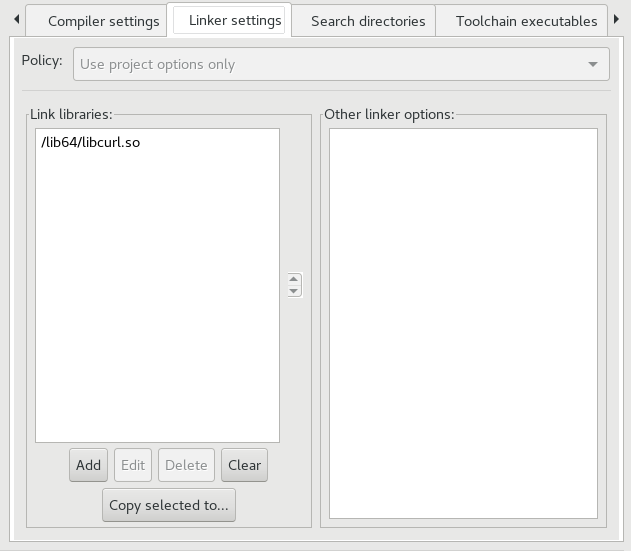 Compiler settings
Linker settings
Search directories
Toolchain executables
Policy:
Use project options only
Link libraries:
/lib64/libcurl.so
Add
Edit
Delete
Clear
Copy selected to...
Other linker options: